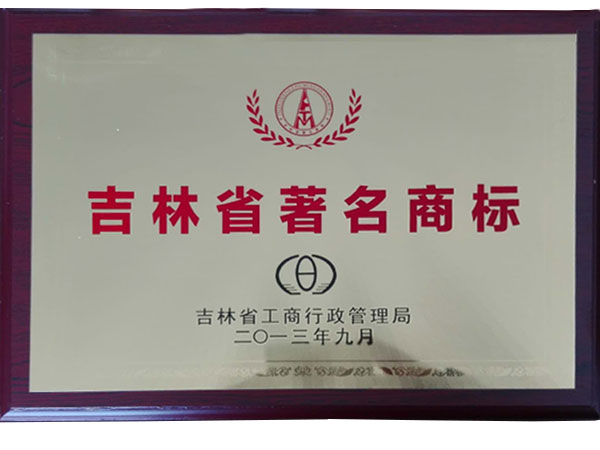 吉林省著名商标
吉林省工商行政管理局
二〇一三年九月